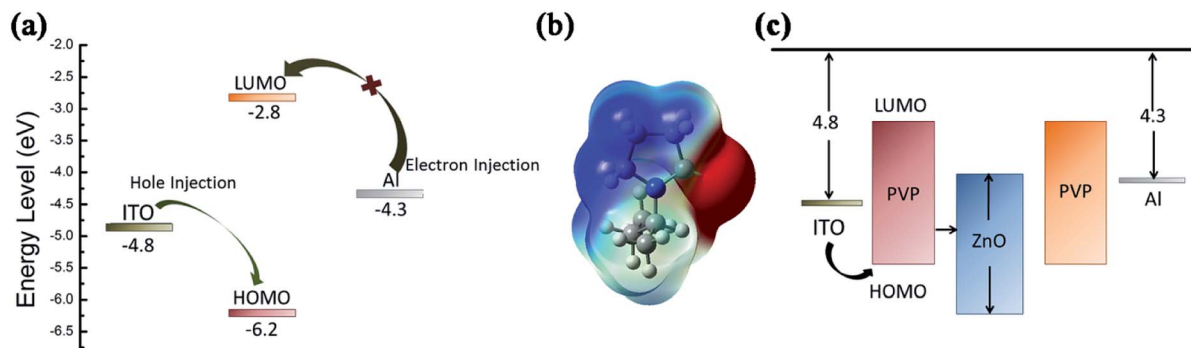 (a)
Energy Level (eV)
-2.0
-2.5
-3.0
-3.5
-4.0
-4.5
-5.0
-5.5
-6.0
-6.5
LUMO
-2.8
Electron Injection
Al
-4.3
Hole Injection
ITO
-4.8
HOMO
-6.2
(b)
(c)
4.8
LUMO
PVP
ITO
HOMO
ZnO
PVP
4.3
Al